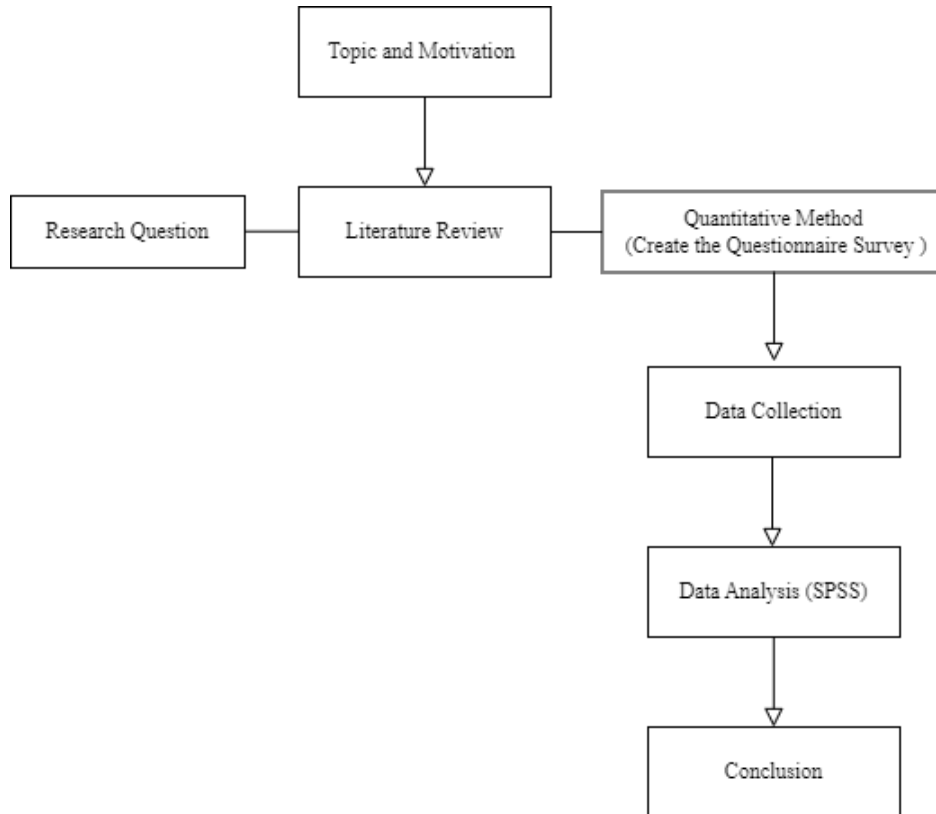 Topic and Motivation
Research Question
Literature Review
Quantitative Method
(Create the Questionnaire Survey )
Data Collection
Data Analysis (SPSS)
Conclusion